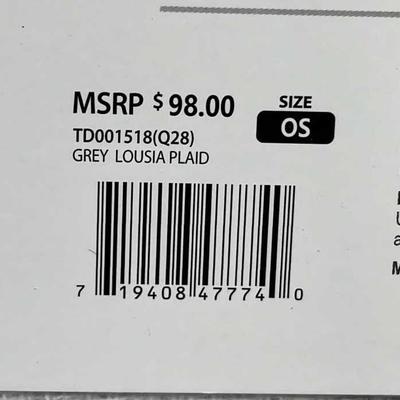 MSRP $98.00
SIZE
OS
TD001518(Q28)
GREY LOUSIA PLAID
7 19408 47774 0